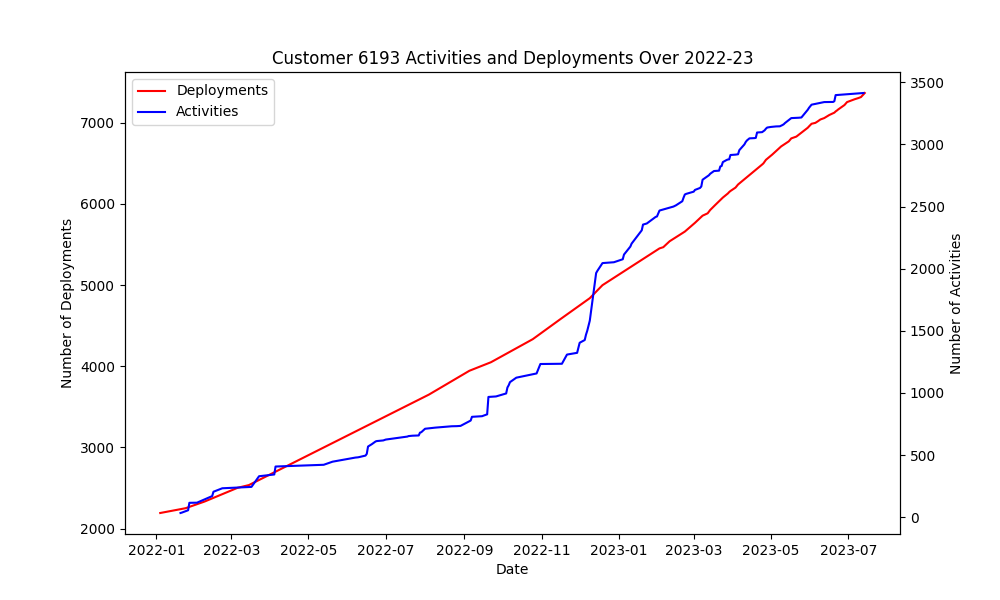 Customer 6193 Activities and Deployments Over 2022-23
Deployments
Activities
Number of Deployments
7000
6000
5000
4000
3000
2000
3500
3000
2500
2000
1500
1000
500
0
Number of Activities
2022-01 2022-03 2022-05 2022-07 2022-09 2022-11 2023-01 2023-03 2023-05 2023-07
Date